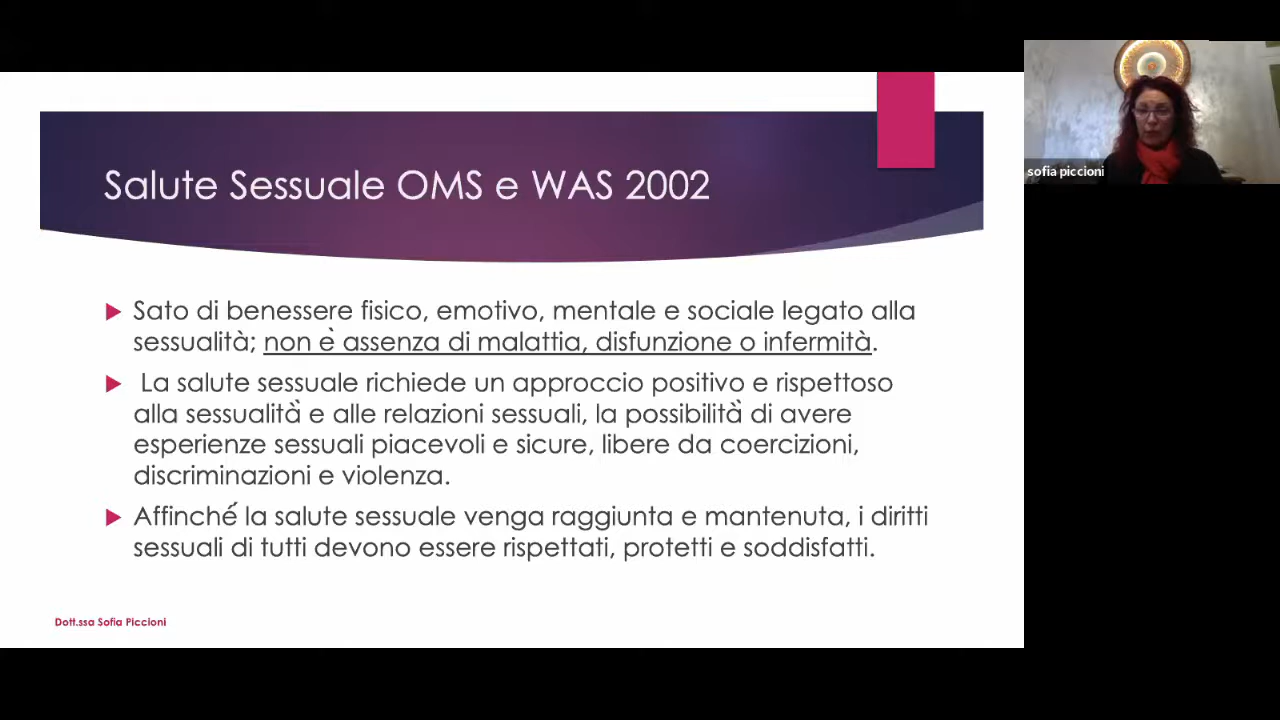 Salute Sessuale OMS e WAS 2002
Sato di benessere fisico, emotivo, mentale e sociale legato alla
sessualità; non è assenza di malattia, disfunzione o infermità.
La salute sessuale richiede un approccio positivo e rispettoso
alla sessualità e alle relazioni sessuali, la possibilità di avere
esperienze sessuali piacevoli e sicure, libere da coercizioni,
discriminazioni e violenza.
Affinché la salute sessuale venga raggiunta e mantenuta, i diritti
sessuali di tutti devono essere rispettati, protetti e soddisfatti.
Dott.ssa Sofia Piccioni
sofia piccioni